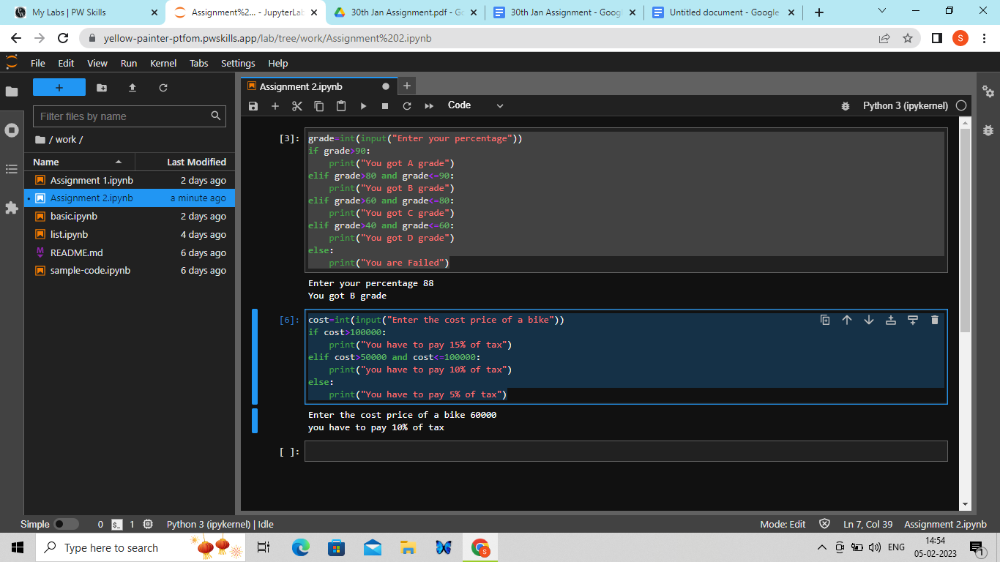 My Labs | PW Skills
Assignment%2... - JupyterLab
30th Jan Assignment.pdf - Go
30th Jan Assignment - Googl
Untitled document - Google
yellow-painter-ptfom.pwskills.app/lab/tree/work/Assignment%202.ipynb
S
File Edit View Run Kernel Tabs Settings Help
Assignment 2.ipynb
Filter files by name
/ work /
Name Last Modified
Assignment 1.ipynb 2 days ago
Assignment 2.ipynb a minute ago
basic.ipynb 2 days ago
list.ipynb 4 days ago
README.md 6 days ago
sample-code.ipynb 6 days ago
Code
Python 3 (ipykernel)
[3]:
grade=int(input("Enter your percentage"))
if grade>90:
    print("You got A grade")
elif grade>80 and grade<=90:
    print("You got B grade")
elif grade>60 and grade<=80:
    print("You got C grade")
elif grade>40 and grade<=60:
    print("You got D grade")
else:
    print("You are Failed")
Enter your percentage 88
You got B grade
[6]:
cost=int(input("Enter the cost price of a bike"))
if cost>100000:
    print("You have to pay 15% of tax")
elif cost>50000 and cost<=100000:
    print("you have to pay 10% of tax")
else:
    print("You have to pay 5% of tax")
Enter the cost price of a bike 60000
you have to pay 10% of tax
[ ]:
Simple 0 $_ 1 Python 3 (ipykernel) | Idle
Mode: Edit Ln 7, Col 39 Assignment 2.ipynb
Type here to search
S
ENG
14:54
05-02-2023
1